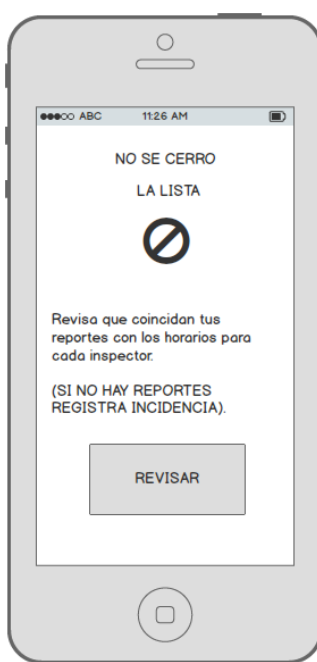 ABC 11:26 AM
NO SE CERRO
LA LISTA
Revisa que coincidan tus
reportes con los horarios para
cada inspector.
(SI NO HAY REPORTES
REGISTRA INCIDENCIA).
REVISAR